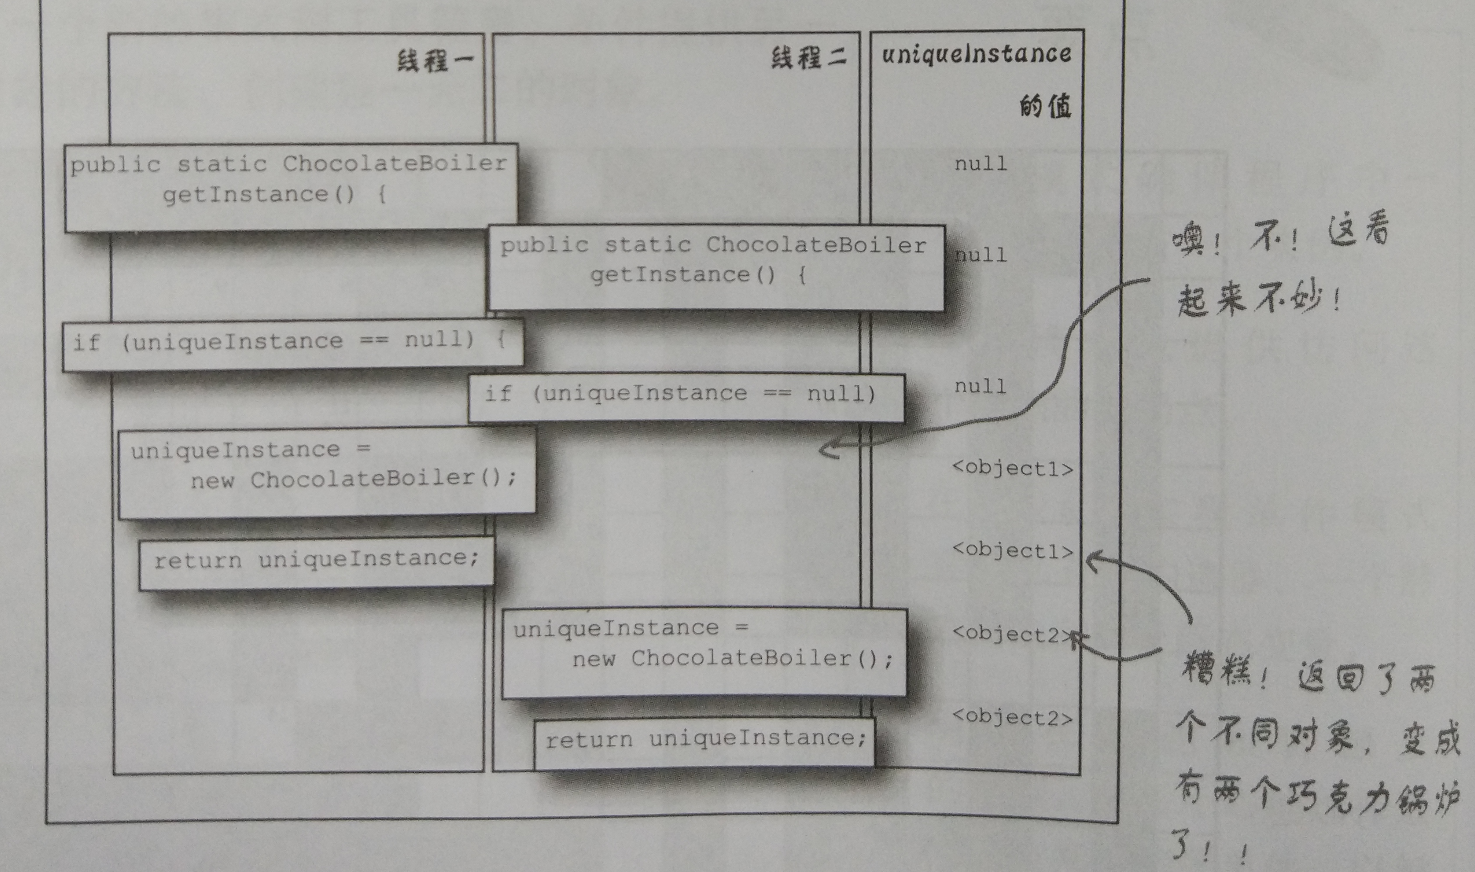 线程一
线程二
uniqueInstance
的值
public static ChocolateBoiler
getInstance() {
null
public static ChocolateBoiler
getInstance() {
null
噢！不！这看
起来不妙！
if (uniqueInstance == null) {
if (uniqueInstance == null)
null
uniqueInstance =
new ChocolateBoiler();
<object1>
return uniqueInstance;
<object1>
uniqueInstance =
new ChocolateBoiler();
<object2>
return uniqueInstance;
<object2>
糟糕！返回了两
个不同对象，变成
有两个巧克力锅炉
了！！